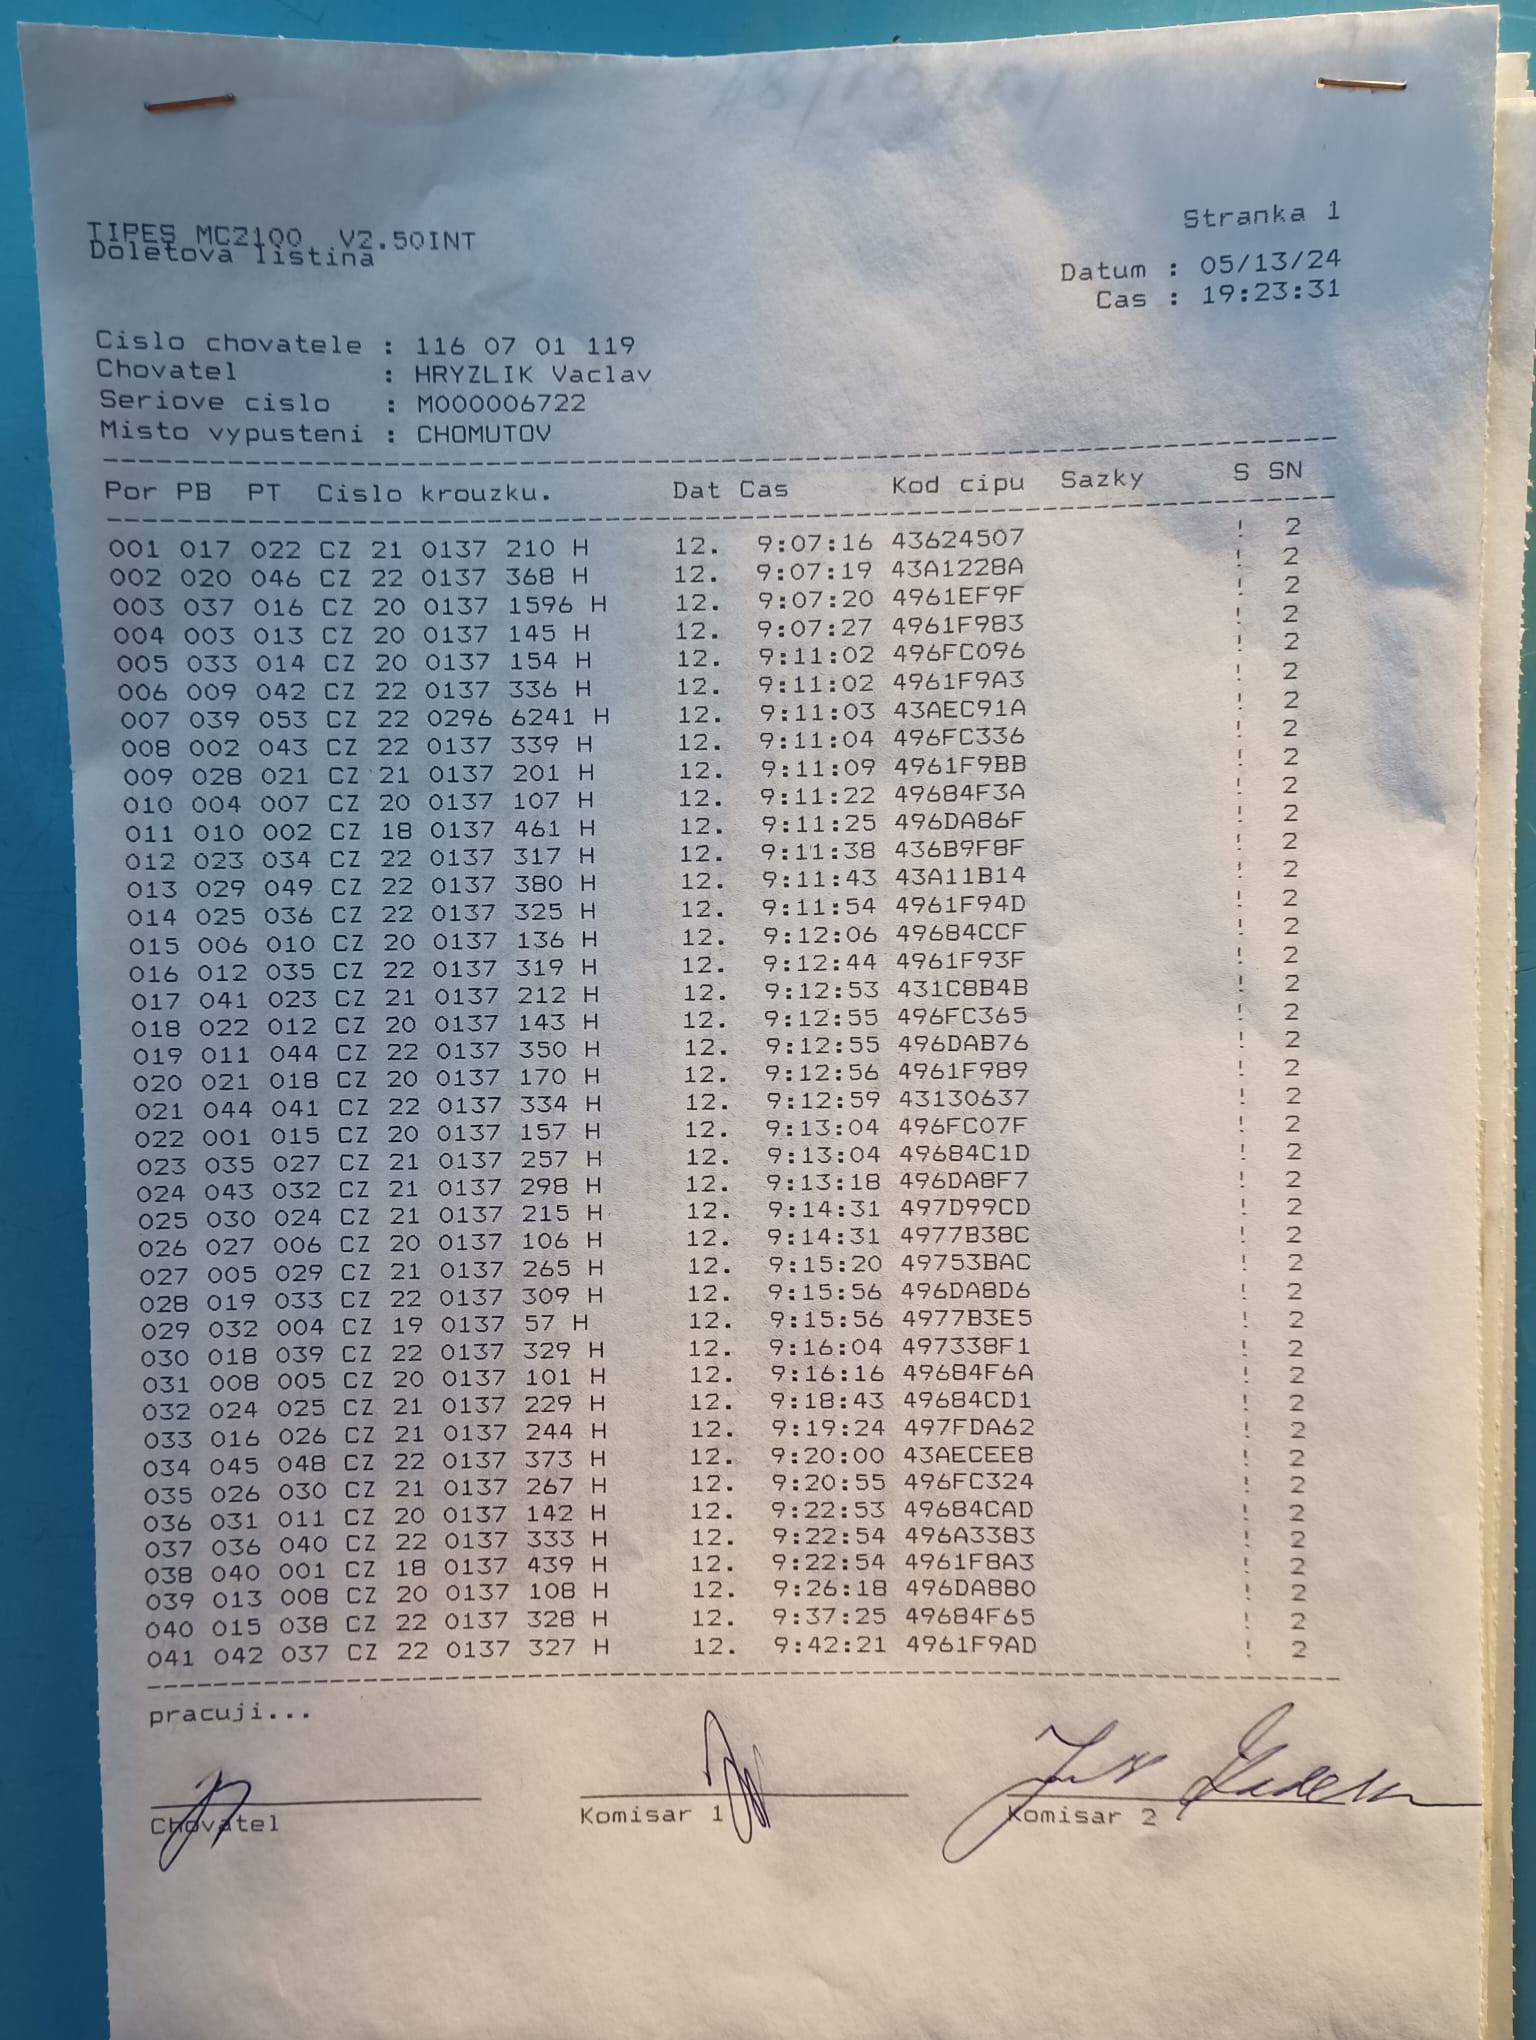 Stranka 1
TIPES MCZ100 V2.50INT
Doletova listina
Datum : 05/13/24
Cas : 19:23:31
Cislo chovatele : 116 07 01 119
Chovatel : HRYZLIK Vaclav
Seriove cislo : M000006722
Misto vypusteni : CHOMUTOV
Por PB PT Cislo krouzku. Dat Cas Kod cipu Sazky S SN
001 017 022 CZ 21 0137 210 H 12. 9:07:16 43624507 ! 2
002 020 046 CZ 22 0137 368 H 12. 9:07:19 43A1228A ! 2
003 037 016 CZ 20 0137 1596 H 12. 9:07:20 4961EF9F ! 2
004 003 013 CZ 20 0137 145 H 12. 9:07:27 4961F983 ! 2
005 033 014 CZ 20 0137 154 H 12. 9:11:02 496FC096 ! 2
006 009 042 CZ 22 0137 336 H 12. 9:11:02 4961F9A3 ! 2
007 039 053 CZ 22 0296 6241 H 12. 9:11:03 43AEC91A ! 2
008 002 043 CZ 22 0137 339 H 12. 9:11:04 496FC336 ! 2
009 028 021 CZ 21 0137 201 H 12. 9:11:09 4961F9BB ! 2
010 004 007 CZ 20 0137 107 H 12. 9:11:22 49684F3A ! 2
011 010 002 CZ 18 0137 461 H 12. 9:11:25 496DA86F ! 2
012 023 034 CZ 22 0137 317 H 12. 9:11:38 436B9F8F ! 2
013 029 049 CZ 22 0137 380 H 12. 9:11:43 43A11B14 ! 2
014 025 036 CZ 22 0137 325 H 12. 9:11:54 4961F94D ! 2
015 006 010 CZ 20 0137 136 H 12. 9:12:06 49684CCF ! 2
016 012 035 CZ 22 0137 319 H 12. 9:12:44 4961F93F ! 2
017 041 023 CZ 21 0137 212 H 12. 9:12:53 431C8B4B ! 2
018 022 012 CZ 20 0137 143 H 12. 9:12:55 496FC365 ! 2
019 011 044 CZ 22 0137 350 H 12. 9:12:55 496DAB76 ! 2
020 021 018 CZ 20 0137 170 H 12. 9:12:56 4961F989 ! 2
021 044 041 CZ 22 0137 334 H 12. 9:12:59 43130637 ! 2
022 001 015 CZ 20 0137 157 H 12. 9:13:04 496FC07F ! 2
023 035 027 CZ 21 0137 257 H 12. 9:13:04 49684C1D ! 2
024 043 032 CZ 21 0137 298 H 12. 9:13:18 496DA8F7 ! 2
025 030 024 CZ 21 0137 215 H 12. 9:14:31 497D99CD ! 2
026 027 006 CZ 20 0137 106 H 12. 9:14:31 4977B38C ! 2
027 005 029 CZ 21 0137 265 H 12. 9:15:20 49753BAC ! 2
028 019 033 CZ 22 0137 309 H 12. 9:15:56 496DA8D6 ! 2
029 032 004 CZ 19 0137 57 H 12. 9:15:56 4977B3E5 ! 2
030 018 039 CZ 22 0137 329 H 12. 9:16:04 497338F1 ! 2
031 008 005 CZ 20 0137 101 H 12. 9:16:16 49684F6A ! 2
032 024 025 CZ 21 0137 229 H 12. 9:18:43 49684CD1 ! 2
033 016 026 CZ 21 0137 244 H 12. 9:19:24 497FDA62 ! 2
034 045 048 CZ 22 0137 373 H 12. 9:20:00 43AECEE8 ! 2
035 026 030 CZ 21 0137 267 H 12. 9:20:55 496FC324 ! 2
036 031 011 CZ 20 0137 142 H 12. 9:22:53 49684CAD ! 2
037 036 040 CZ 22 0137 333 H 12. 9:22:54 496A3383 ! 2
038 040 001 CZ 18 0137 439 H 12. 9:22:54 4961F8A3 ! 2
039 013 008 CZ 20 0137 108 H 12. 9:26:18 496DA880 ! 2
040 015 038 CZ 22 0137 328 H 12. 9:37:25 49684F65 ! 2
041 042 037 CZ 22 0137 327 H 12. 9:42:21 4961F9AD ! 2
pracuji...
Chovatel Komisar 1 Komisar 2